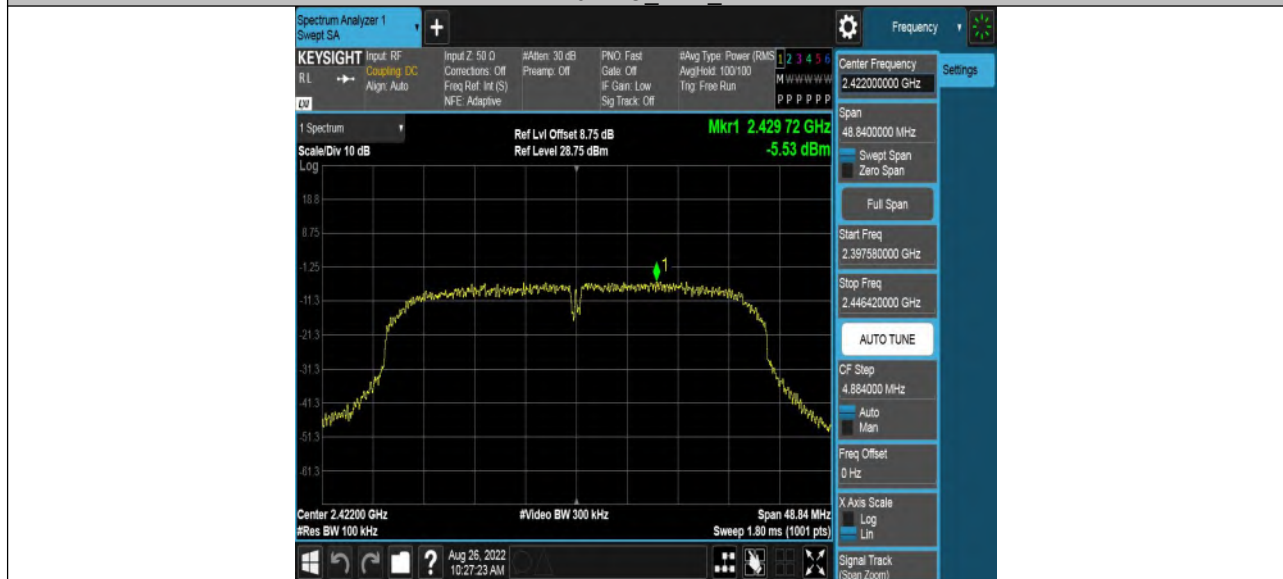 Spectrum Analyzer 1
Swept SA
Frequency
KEYSIGHT
RL
LXI
Input: RF
Coupling: DC
Align: Auto
Input Z: 50 Ω
Corrections: Off
Freq Ref: Int (S)
NFE: Adaptive
#Atten: 30 dB
Preamp: Off
PNO: Fast
Gate: Off
IF Gain: Low
Sig Track: Off
#Avg Type: Power (RMS
Avg|Hold: 100/100
Trig: Free Run
1 2 3 4 5 6
M W W W W W
P P P P P P
1 Spectrum
Scale/Div 10 dB
Log
Ref Lvl Offset 8.75 dB
Ref Level 28.75 dBm
Mkr1 2.429 72 GHz
-5.53 dBm
18.8
8.75
-1.25
-11.3
-21.3
-31.3
-41.3
-51.3
-61.3
1
Center 2.42200 GHz
#Res BW 100 kHz
#Video BW 300 kHz
Span 48.84 MHz
Sweep 1.80 ms (1001 pts)
Aug 26, 2022
10:27:23 AM
Settings
Center Frequency
2.422000000 GHz
Span
48.8400000 MHz
Swept Span
Zero Span
Full Span
Start Freq
2.397580000 GHz
Stop Freq
2.446420000 GHz
AUTO TUNE
CF Step
4.884000 MHz
Auto
Man
Freq Offset
0 Hz
X Axis Scale
Log
Lin
Signal Track
(Span Zoom)